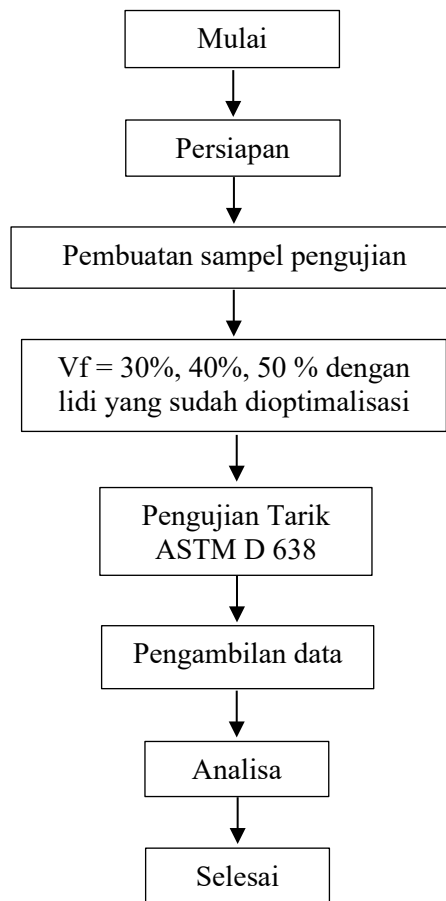 Mulai
Persiapan
Pembuatan sampel pengujian
Vf = 30%, 40%, 50 % dengan
lidi yang sudah dioptimalisasi
Pengujian Tarik
ASTM D 638
Pengambilan data
Analisa
Selesai